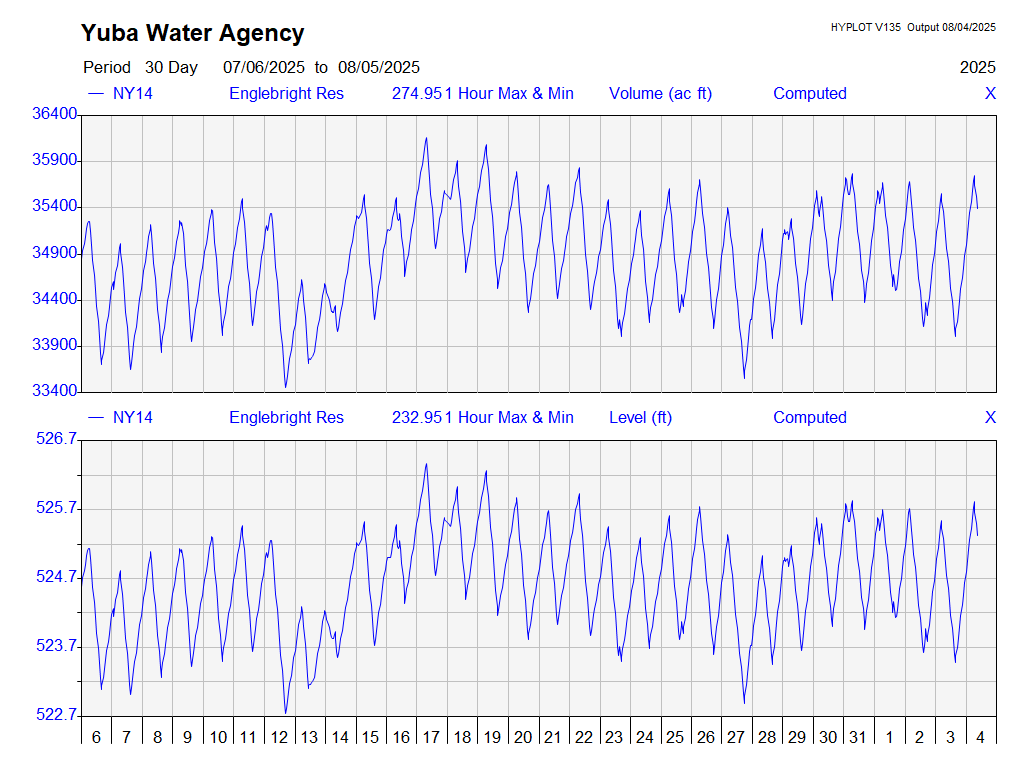 Yuba Water Agency
HYPLOT V135 Output 08/04/2025
Period 30 Day 07/06/2025 to 08/05/2025 2025
NY14 Englebright Res 274.951 Hour Max & Min Volume (ac ft) Computed X
36400
35900
35400
34900
34400
33900
33400
NY14 Englebright Res 232.951 Hour Max & Min Level (ft) Computed X
526.7
525.7
524.7
523.7
522.7
6 7 8 9 10 11 12 13 14 15 16 17 18 19 20 21 22 23 24 25 26 27 28 29 30 31 1 2 3 4